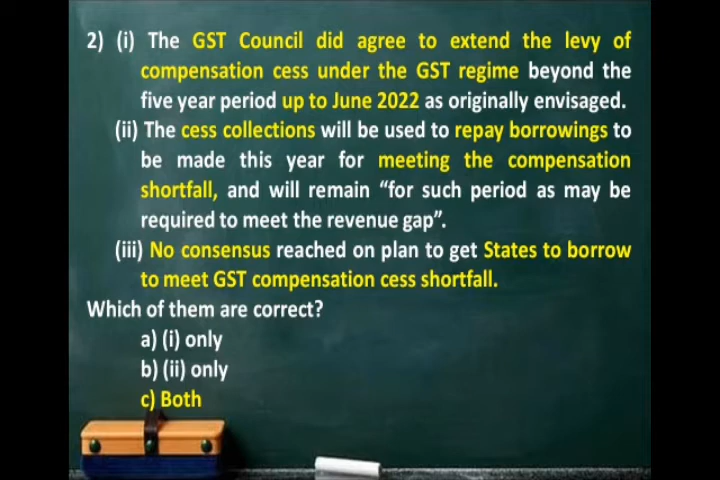 2) (i) The GST Council did agree to extend the levy of
compensation cess under the GST regime beyond the
five year period up to June 2022 as originally envisaged.
(ii) The cess collections will be used to repay borrowings to
be made this year for meeting the compensation
shortfall, and will remain “for such period as may be
required to meet the revenue gap”.
(iii) No consensus reached on plan to get States to borrow
to meet GST compensation cess shortfall.
Which of them are correct?
a) (i) only
b) (ii) only
c) Both